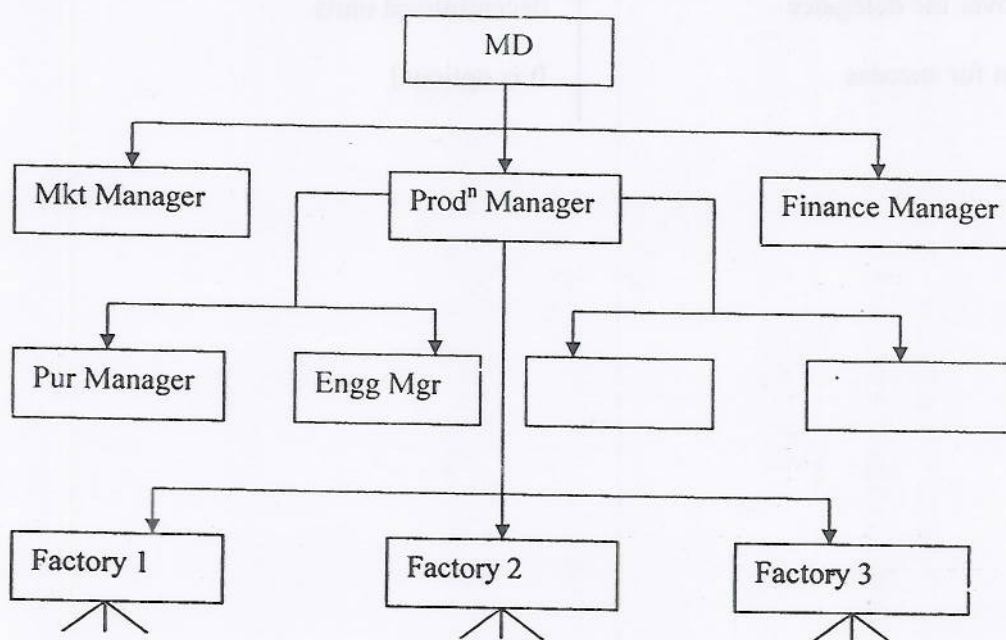 MD
Mkt Manager
Prodⁿ Manager
Finance Manager
Pur Manager
Engg Mgr
Factory 1
Factory 2
Factory 3